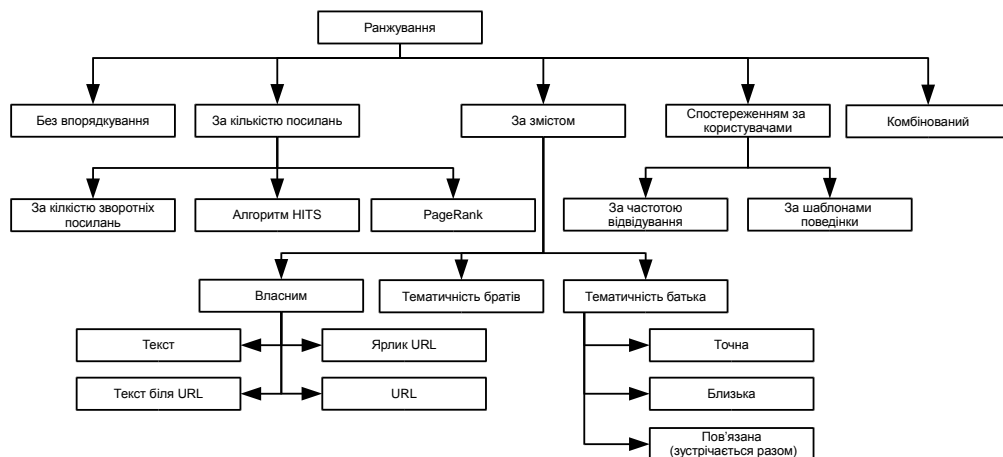 Ранжування
Без впорядкування
За кількістю посилань
За змістом
Спостереженням за
користувачами
Комбінований
За кілкістю зворотніх
посилань
Алгоритм HITS
PageRank
За частотою
відвідування
За шаблонами
поведінки
Власним
Тематичність братів
Тематичність батька
Текст
Ярлик URL
Точна
Текст біля URL
URL
Близька
Пов’язана
(зустрічається разом)